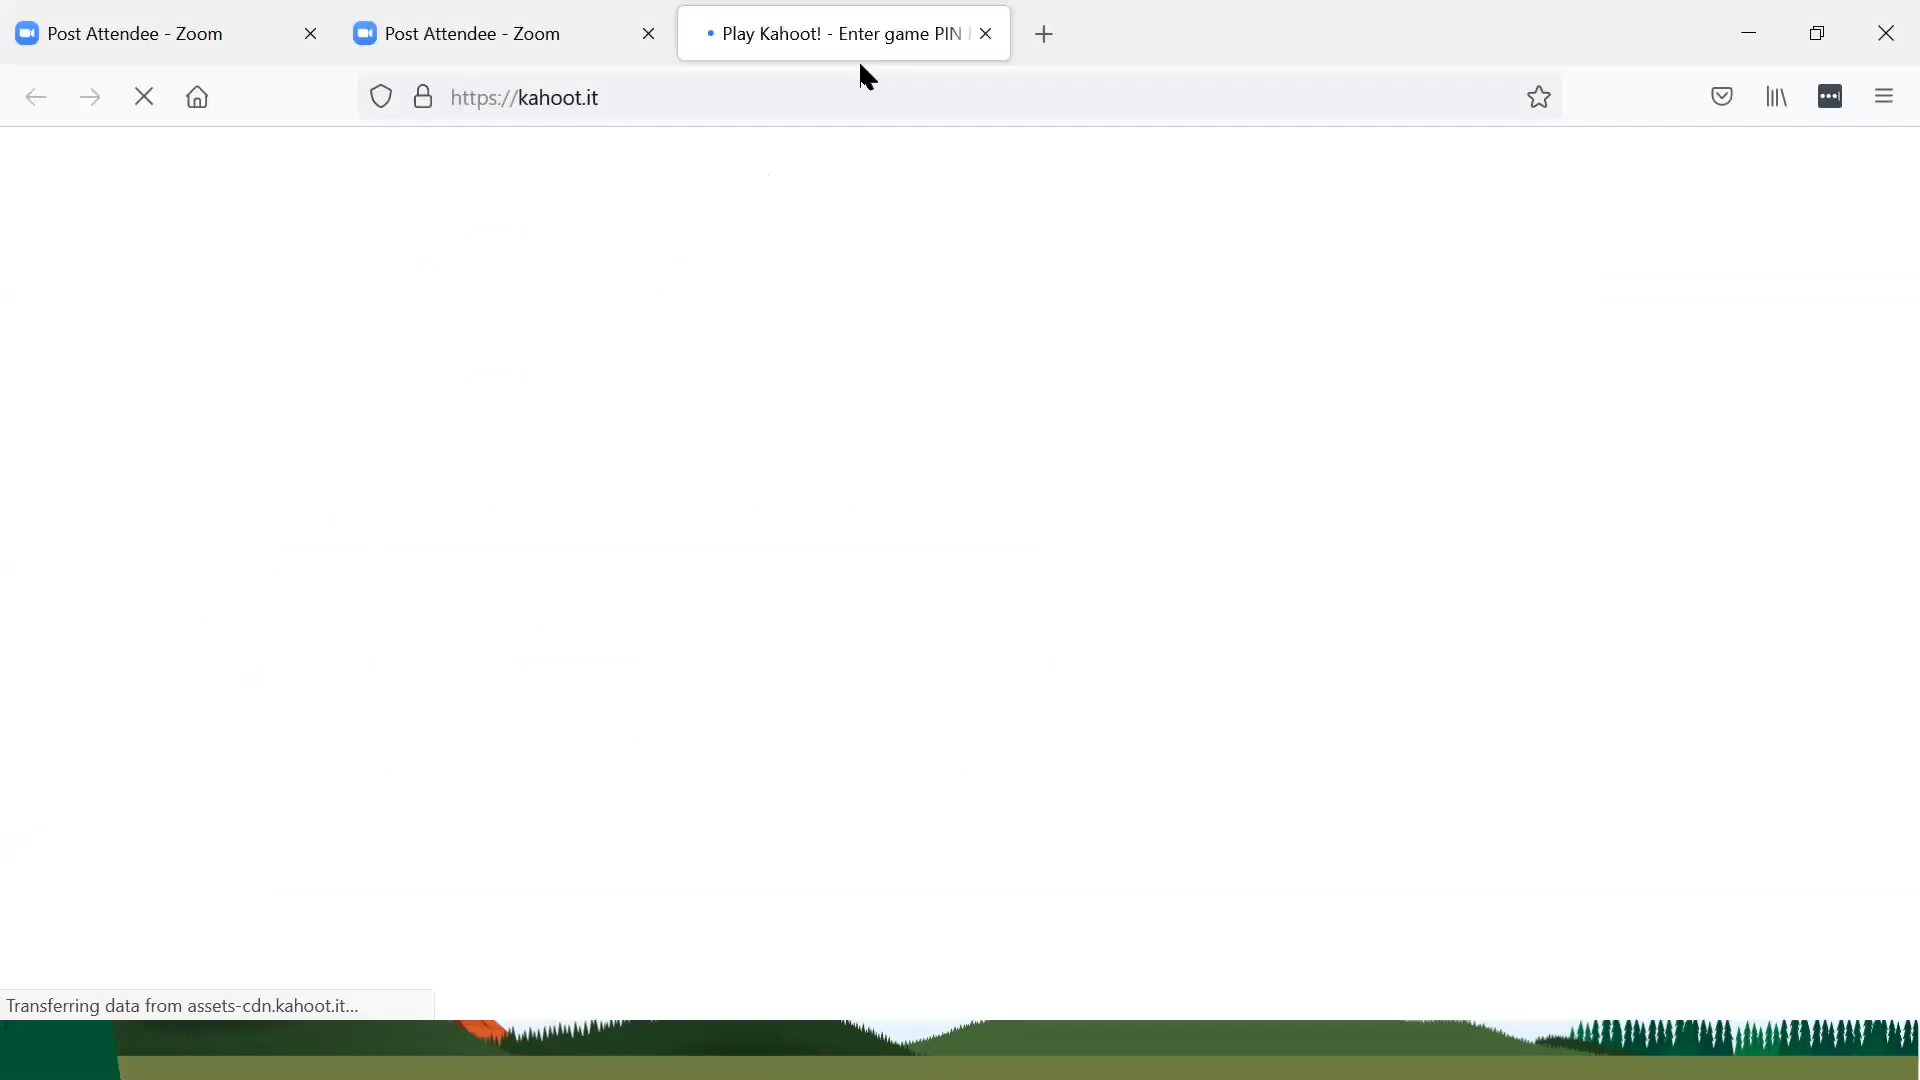 Post Attendee - Zoom
Post Attendee - Zoom
Play Kahoot! - Enter game PIN
https://kahoot.it
Transferring data from assets-cdn.kahoot.it...